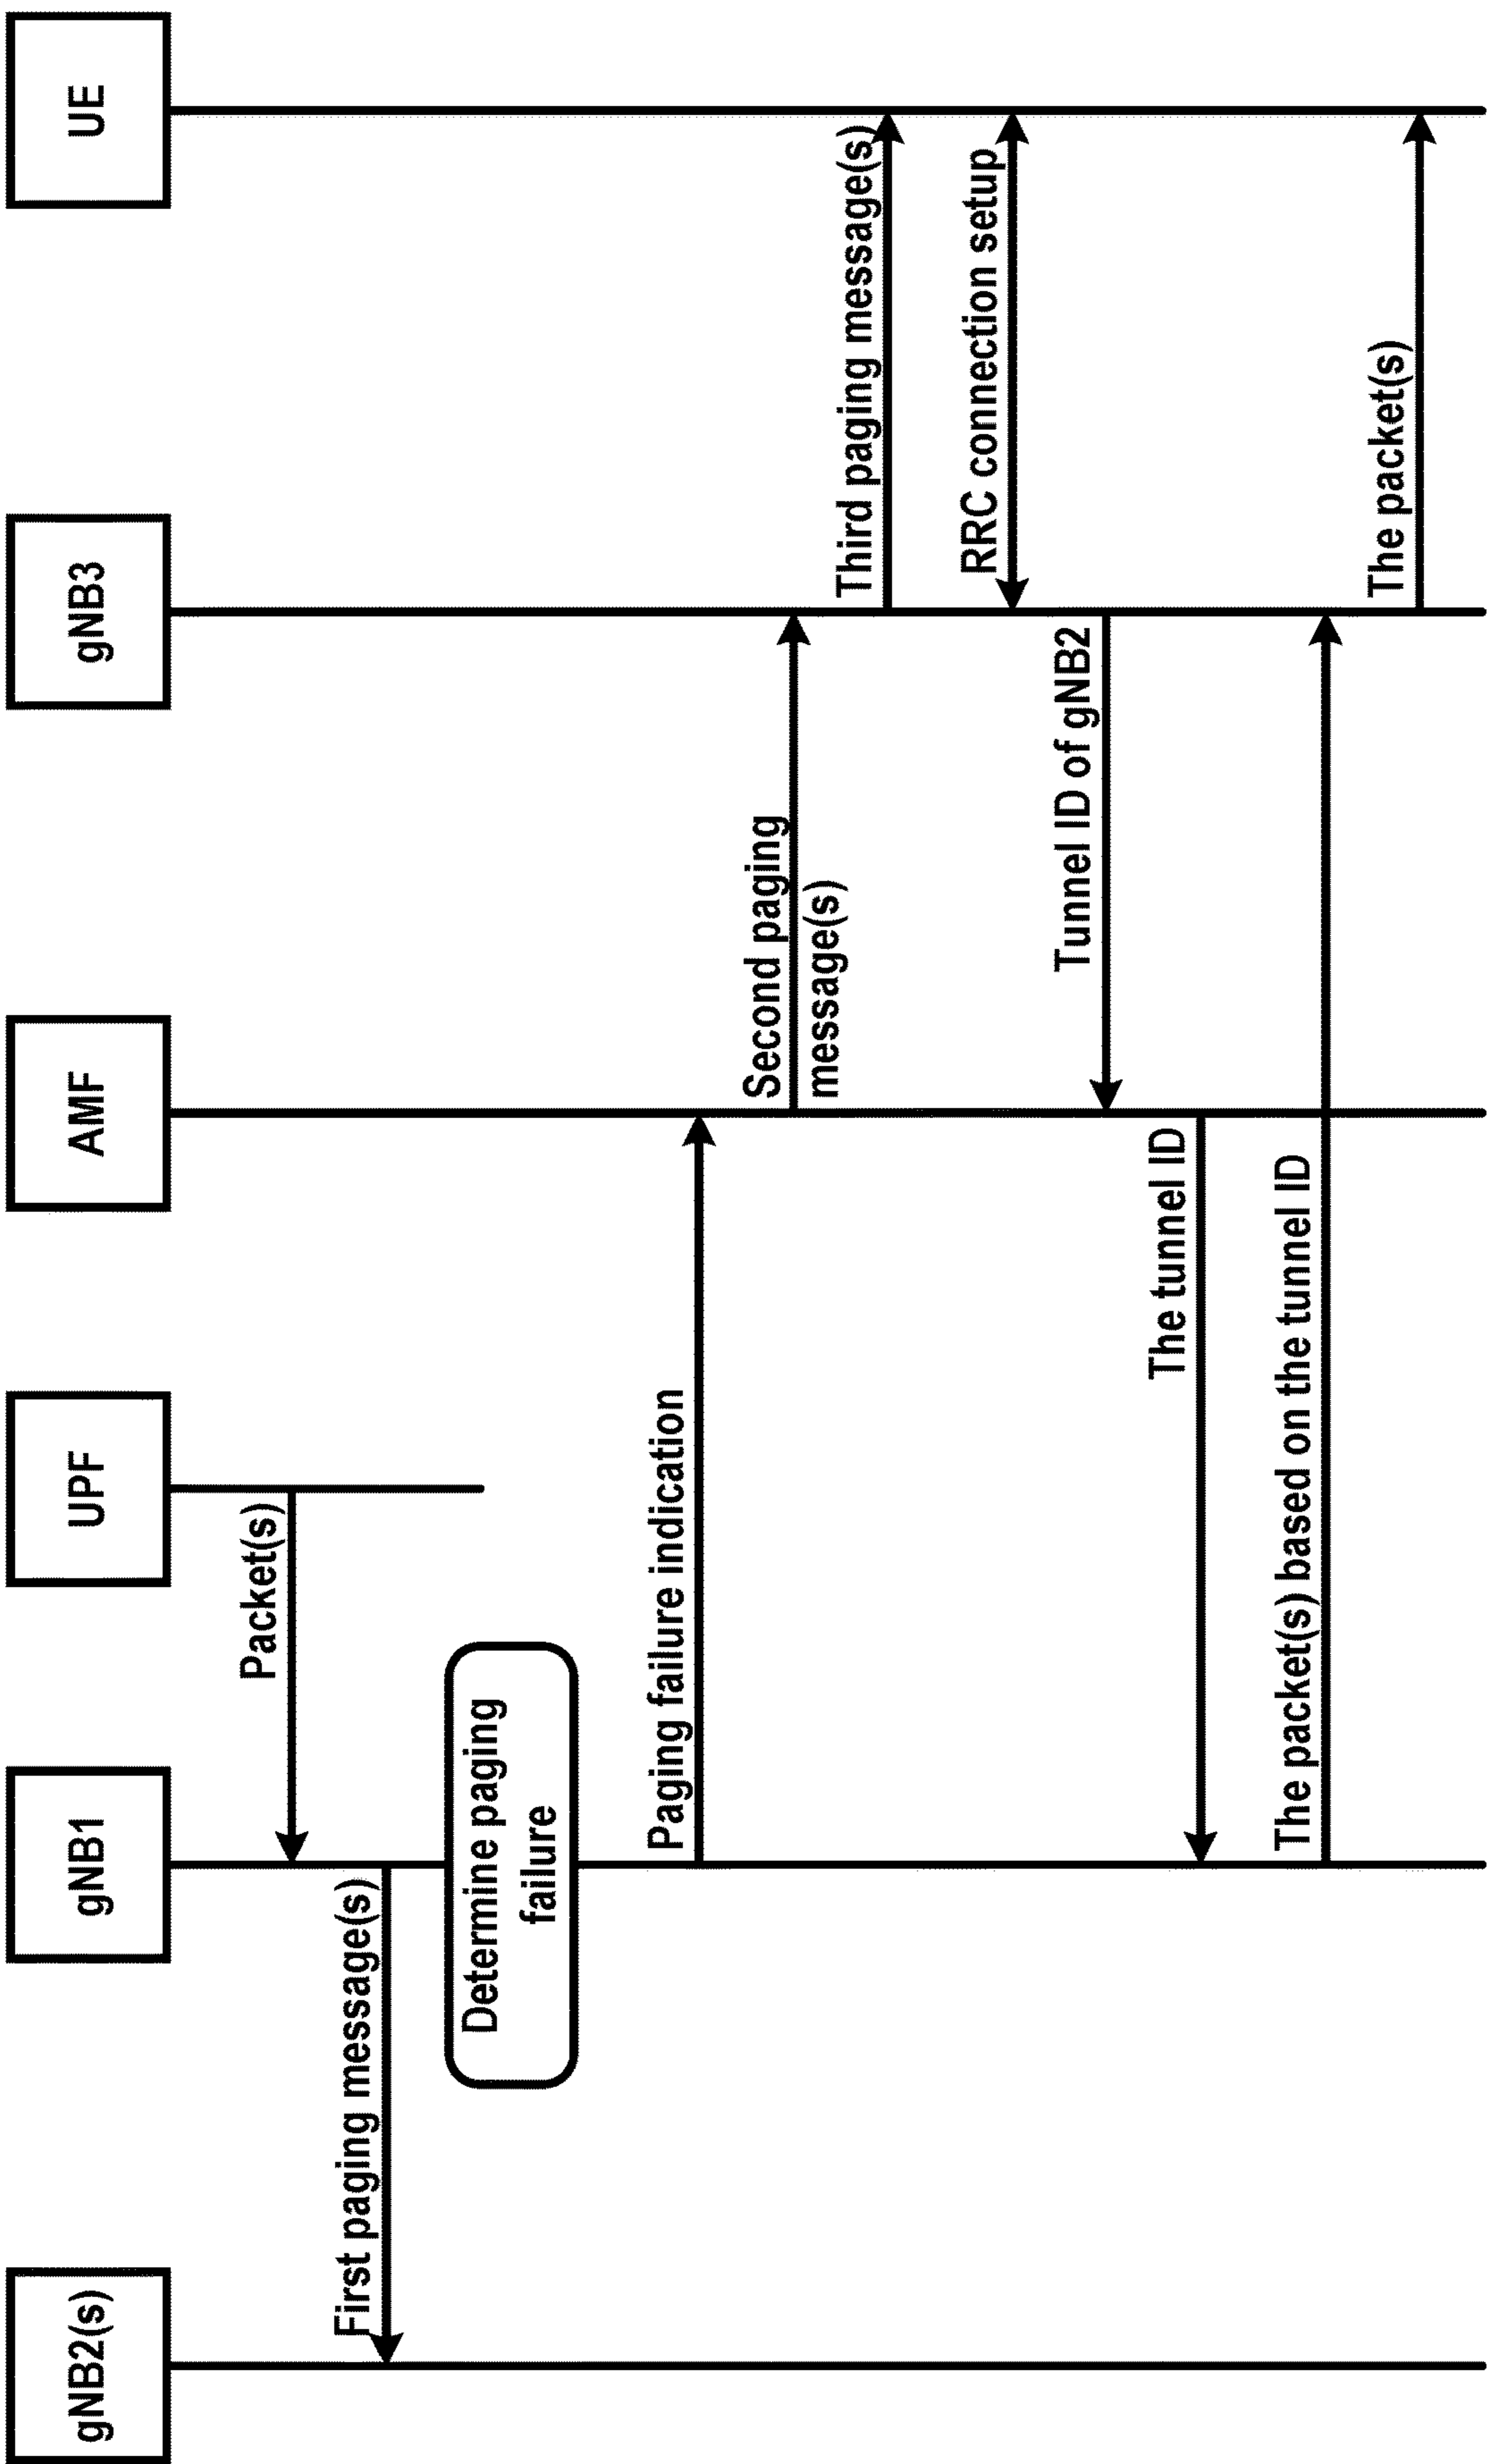 gNB2(s)
gNB1
UPF
AMF
gNB3
UE
Packet(s)
First paging message(s)
Determine paging
failure
Paging failure indication
Second paging
message(s)
Third paging message(s)
RRC connection setup
Tunnel ID of gNB2
The tunnel ID
The packet(s) based on the tunnel ID
The packet(s)